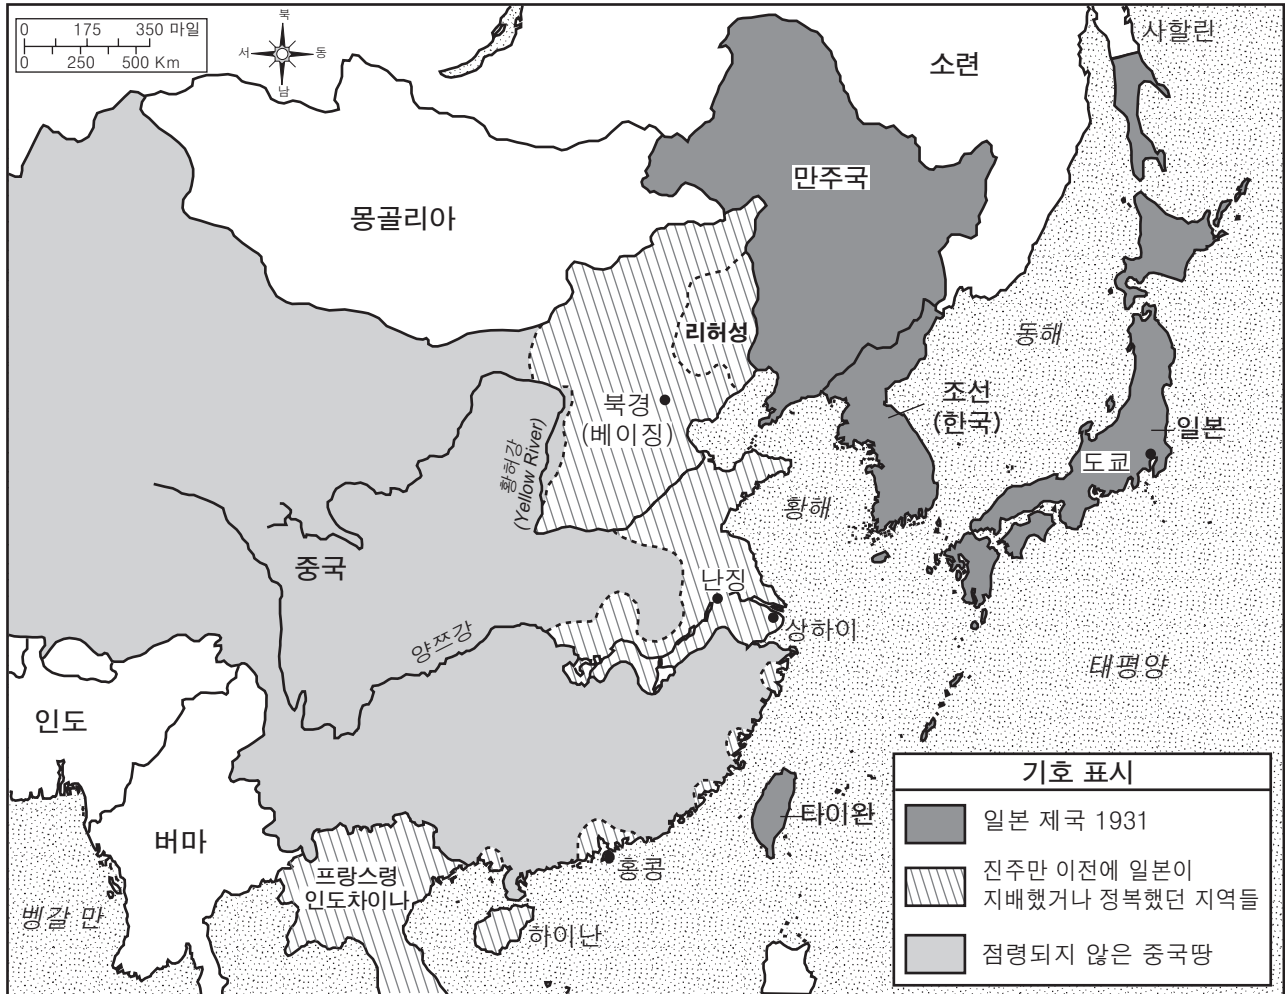 0 175 350 마일
0 250 500 Km
북
서 동
남
사할린
소련
만주국
몽골리아
리허성
동해
북경
(베이징)
조선
(한국)
일본
도쿄
황허강
(Yellow River)
황해
중국
난징
상하이
양쯔강
태평양
인도
버마
타이완
홍콩
프랑스령
인도차이나
벵갈 만
하이난
기호 표시
일본 제국 1931
진주만 이전에 일본이
지배했거나 정복했던 지역들
점령되지 않은 중국땅